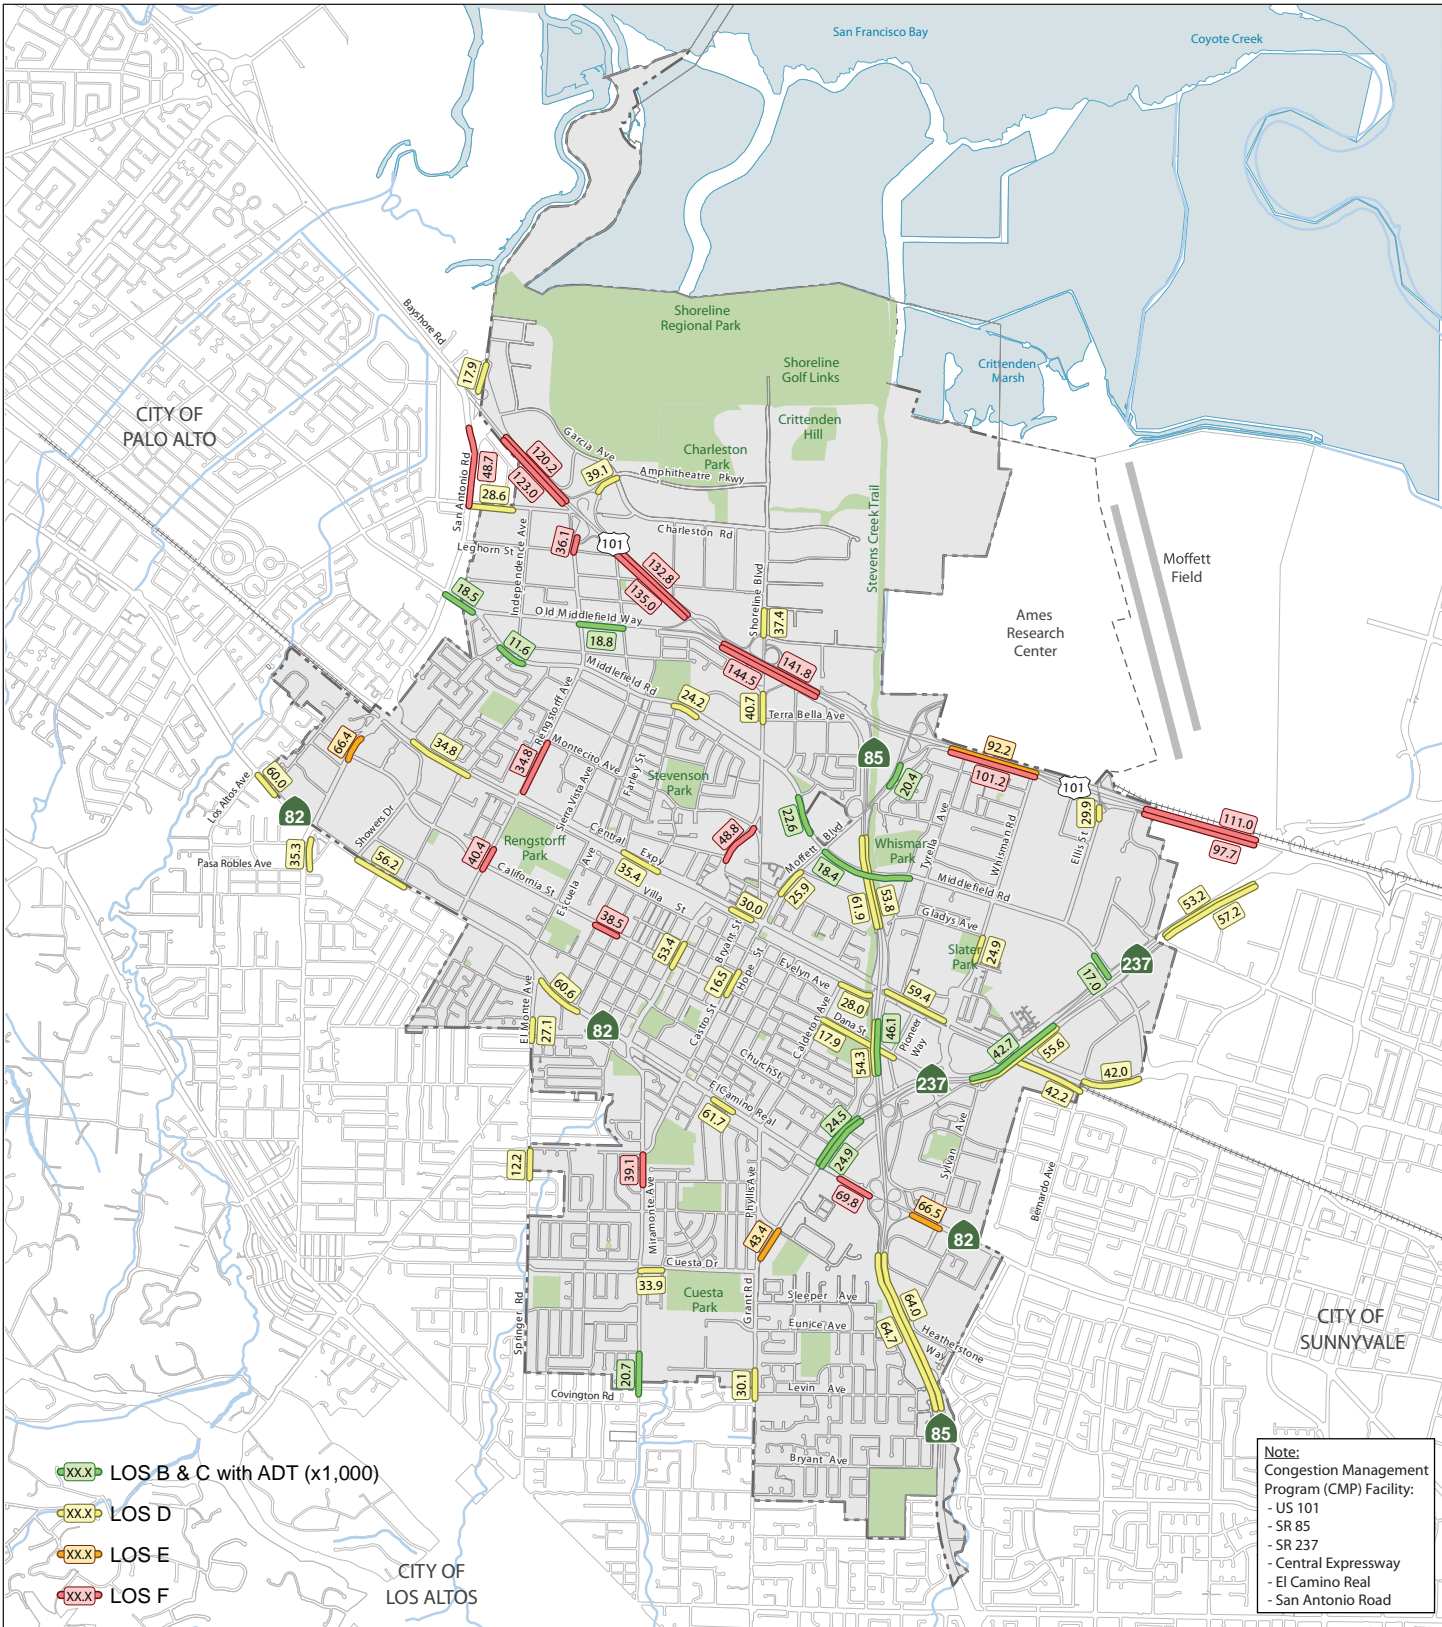 San Francisco Bay
Coyote Creek
Bayshore Rd
Shoreline
Regional Park
Shoreline
Golf Links
Crittenden
Marsh
17.9
CITY OF
PALO ALTO
Crittenden
Hill
Garcia Ave
120.2
123.0
Charleston
Park
39.1
Amphitheatre Pkwy
48.7
San Antonio Rd
28.6
Stevens Creek Trail
Charleston Rd
Independence Ave
36.1
101
Leghorn St
Moffett
Field
132.8
135.0
Shoreline Blvd
18.5
Old Middlefield Way
37.4
18.8
Ames
Research
Center
11.6
Middlefield Rd
141.8
144.5
24.2
40.7
Terra Bella Ave
Rengstorff Ave
66.4
34.8
34.8
Montecito Ave
85
92.2
101.2
101
Los Altos Ave
60.0
Sierra Vista Ave
Farley St
Stevenson
Park
20.4
82
Showers Dr
22.6
Moffett Blvd
Tyrella Ave
Whisman Rd
29.9
111.0
97.7
Ellis St
Pasa Robles Ave
35.3
56.2
40.4
Rengstorff
Park
Central Expy
35.4
48.8
Whisman
Park
18.4
Middlefield Rd
California St
Escuela Ave
Villa St
25.9
61.9
53.8
53.2
57.2
30.0
38.5
53.4
Bryant St
Gladys Ave
Slater
Park
24.9
237
17.0
Hope St
16.5
Evelyn Ave
59.4
60.6
El Monte Ave
27.1
82
Castro St
28.0
Dana St
17.9
Calderon Ave
46.1
54.3
Pioneer
Way
42.7
55.6
Church St
237
42.0
42.2
El Camino Real
61.7
24.5
24.9
Sylvan Ave
12.2
39.1
Miramonte Ave
Phyllis Ave
69.8
66.5
82
Bernardo Ave
43.4
Cuesta Dr
33.9
Cuesta
Park
Grant Rd
Sleeper Ave
64.0
64.7
Eunice Ave
Heatherstone
Way
Springer Rd
CITY OF
SUNNYVALE
20.7
30.1
Covington Rd
Levin Ave
85
Bryant Ave
XX.X LOS B & C with ADT (x1,000)
XX.X LOS D
XX.X LOS E
XX.X LOS F
CITY OF
LOS ALTOS
Note:
Congestion Management
Program (CMP) Facility:
- US 101
- SR 85
- SR 237
- Central Expressway
- El Camino Real
- San Antonio Road